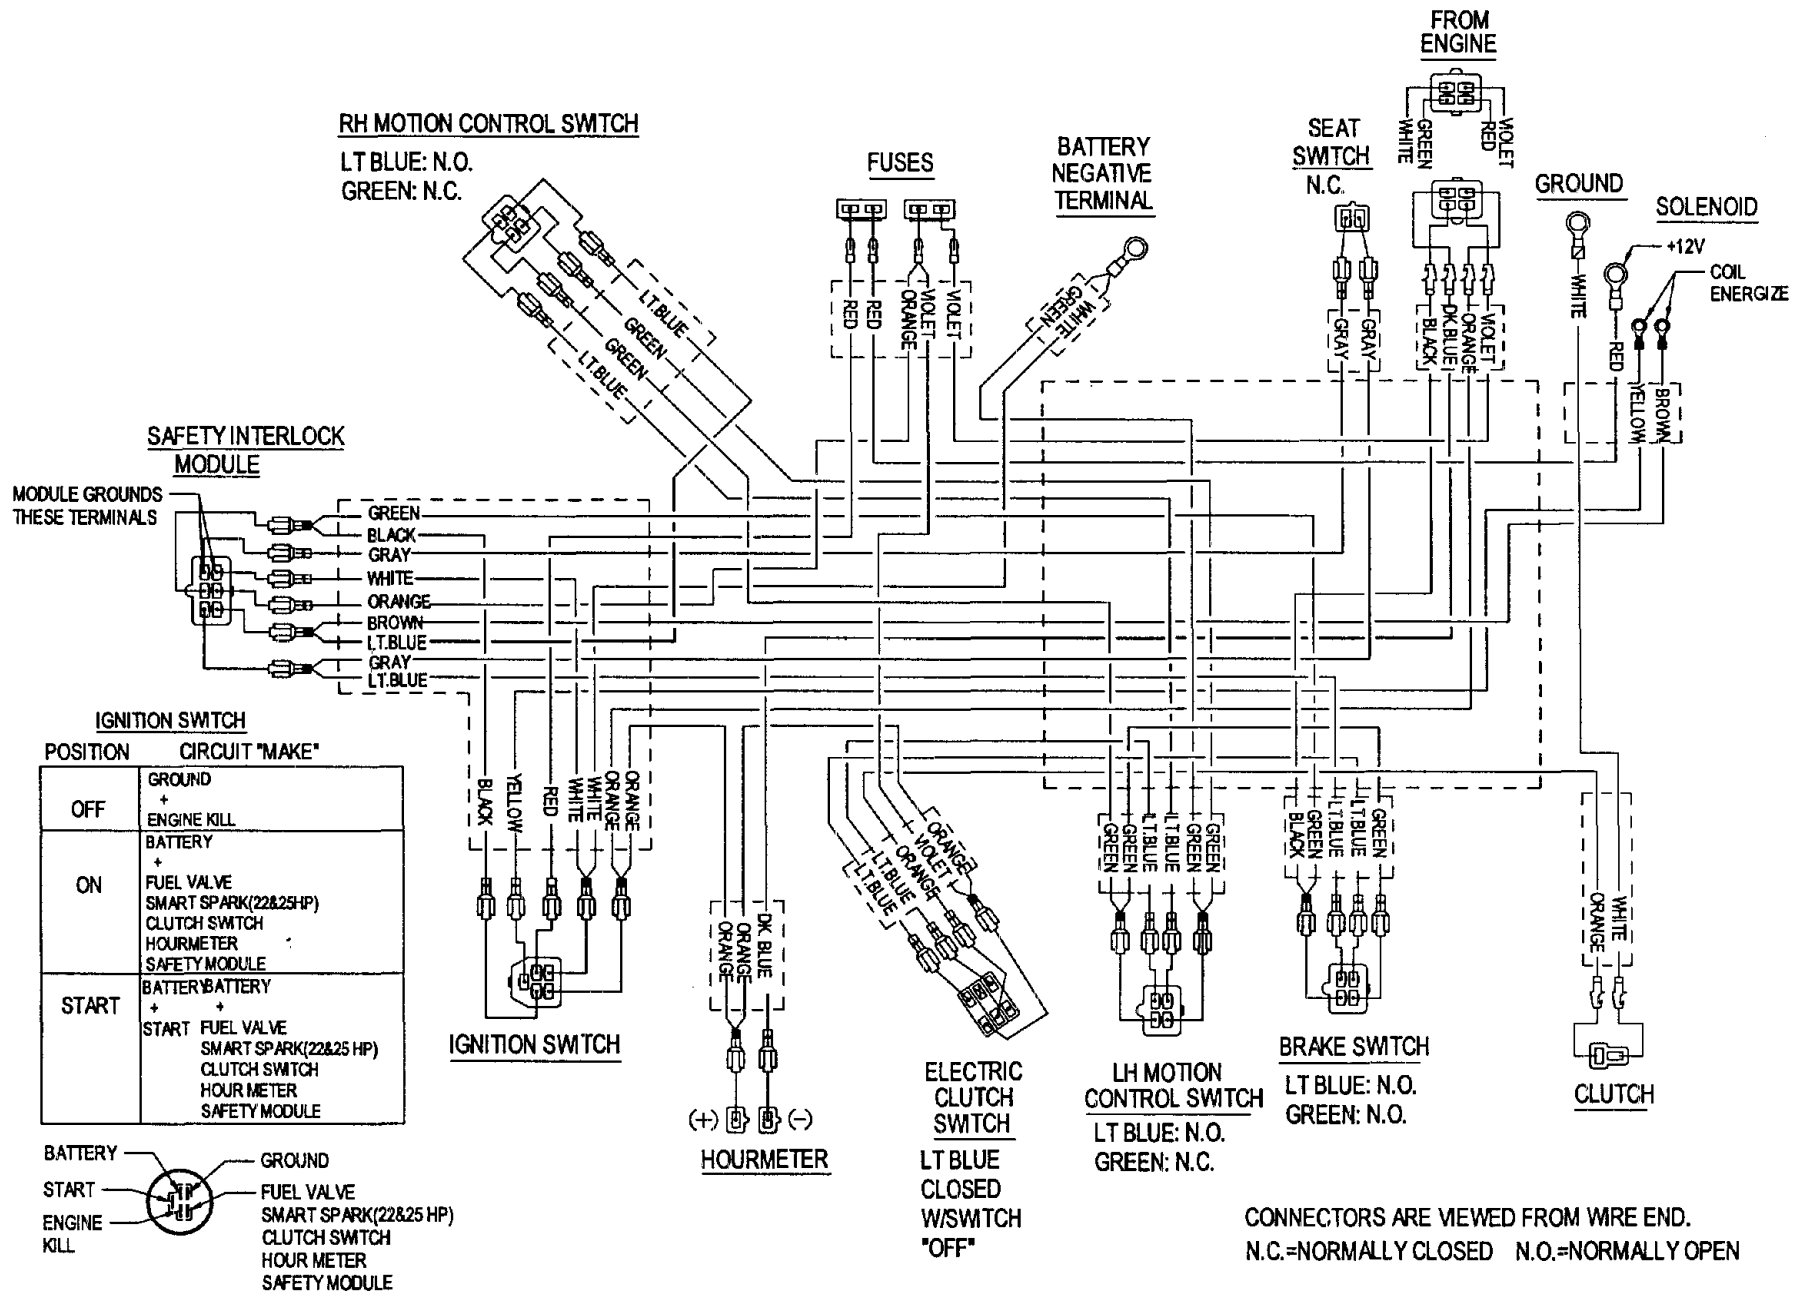 FROM
ENGINE
WHITE
GREEN
RED
VIOLET
RH MOTION CONTROL SWITCH
LT BLUE: N.O.
GREEN: N.C.
FUSES
BATTERY
NEGATIVE
TERMINAL
SEAT
SWITCH
N.C.
GROUND
SOLENOID
+12V
COIL
ENERGIZE
LT.BLUE
GREEN
GREEN
LT.BLUE
RED
RED
ORANGE
VIOLET
VIOLET
GREEN
WHITE
GRAY
GRAY
BLACK
DK.BLUE
ORANGE
VIOLET
WHITE
RED
YELLOW
BROWN
SAFETY INTERLOCK
MODULE
MODULE GROUNDS
THESE TERMINALS
GREEN
BLACK
GRAY
WHITE
ORANGE
BROWN
LT.BLUE
GRAY
LT.BLUE
IGNITION SWITCH
POSITION CIRCUIT "MAKE"
OFF
GROUND
+
ENGINE KILL
ON
BATTERY
+
FUEL VALVE
SMART SPARK(22&25HP)
CLUTCH SWITCH
HOURMETER
SAFETY MODULE
START
BATTERY BATTERY
+ +
START FUEL VALVE
SMART SPARK(22&25 HP)
CLUTCH SWITCH
HOUR METER
SAFETY MODULE
BATTERY
START
ENGINE
KILL
GROUND
FUEL VALVE
SMART SPARK(22&25 HP)
CLUTCH SWITCH
HOUR METER
SAFETY MODULE
BLACK
YELLOW
RED
WHITE
WHITE
ORANGE
ORANGE
IGNITION SWITCH
ORANGE
ORANGE
DK. BLUE
(+)
(-)
HOURMETER
ORANGE
VIOLET
ORANGE
LT.BLUE
LT.BLUE
ELECTRIC
CLUTCH
SWITCH
LT BLUE
CLOSED
W/SWITCH
"OFF"
GREEN
GREEN
LT.BLUE
LT.BLUE
GREEN
GREEN
LH MOTION
CONTROL SWITCH
LT BLUE: N.O.
GREEN: N.C.
BLACK
GREEN
LT.BLUE
LT.BLUE
GREEN
BRAKE SWITCH
LT BLUE: N.O.
GREEN: N.O.
ORANGE
WHITE
CLUTCH
CONNECTORS ARE VIEWED FROM WIRE END.
N.C.=NORMALLY CLOSED N.O.=NORMALLY OPEN